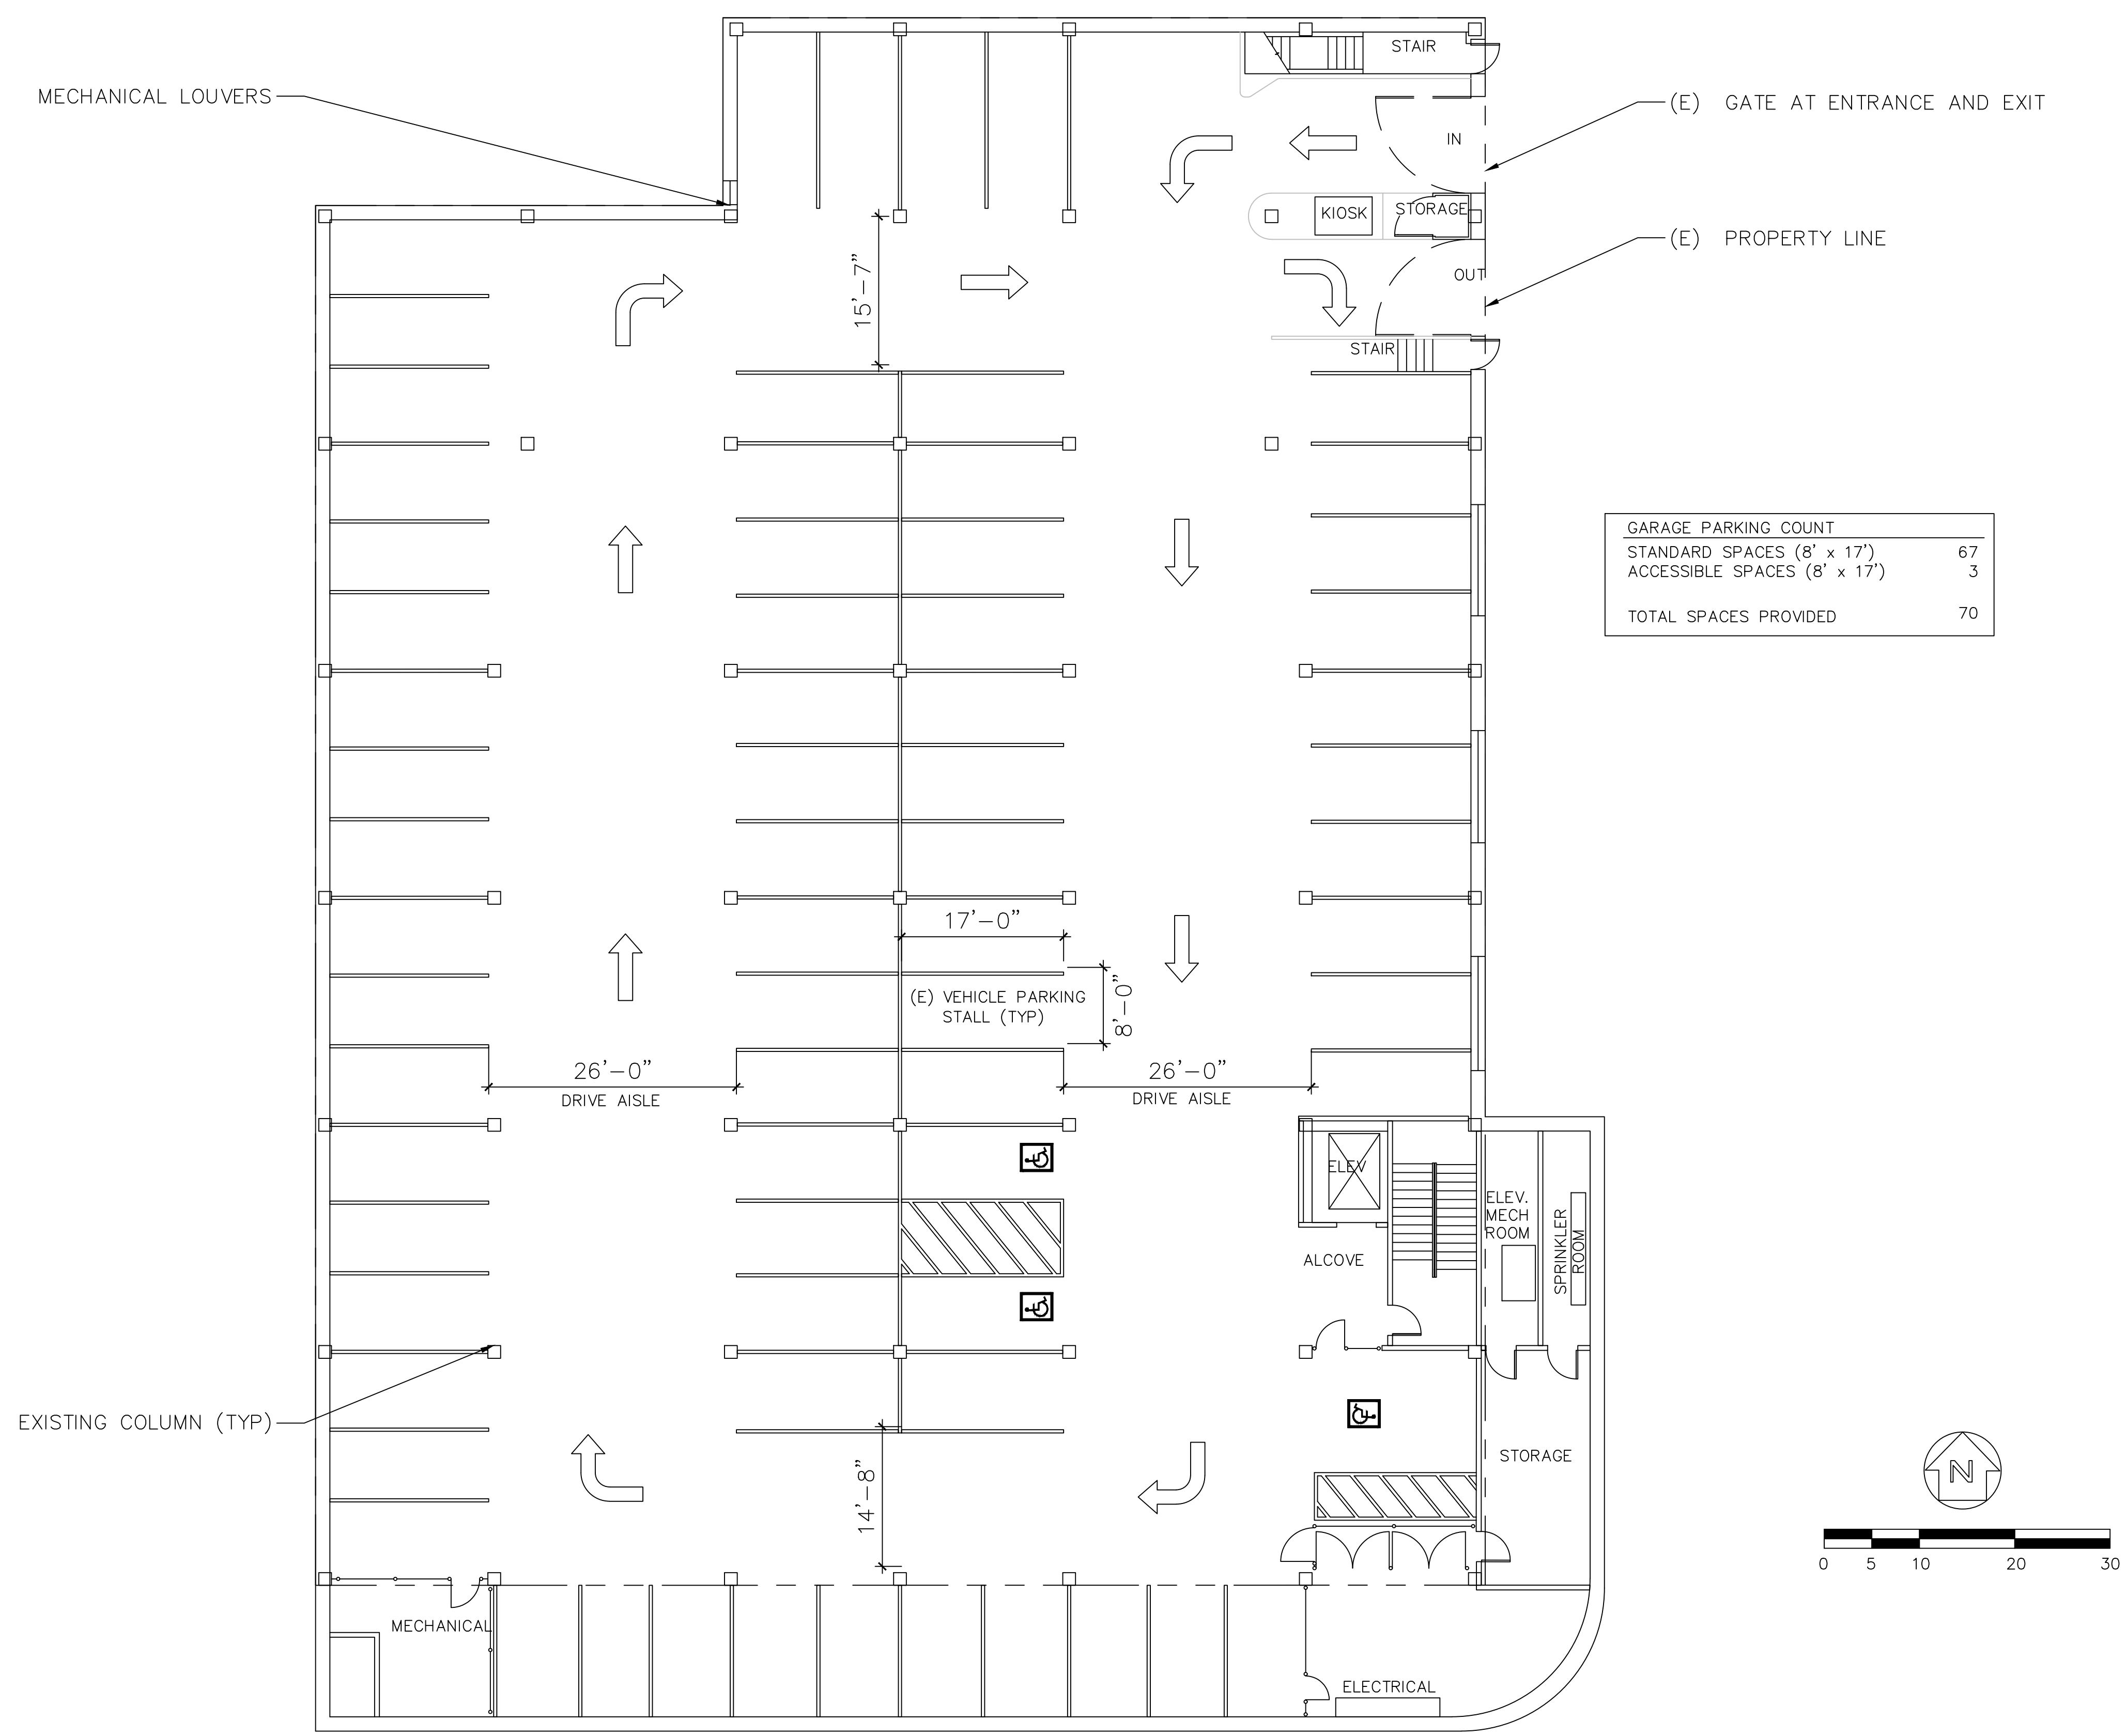 STAIR
MECHANICAL LOUVERS
(E) GATE AT ENTRANCE AND EXIT
IN
KIOSK
STORAGE
(E) PROPERTY LINE
OUT
15'-7"
STAIR
GARAGE PARKING COUNT
STANDARD SPACES (8' x 17') 67
ACCESSIBLE SPACES (8' x 17') 3
TOTAL SPACES PROVIDED 70
17'-0"
(E) VEHICLE PARKING
STALL (TYP)
8'-0"
26'-0"
DRIVE AISLE
26'-0"
DRIVE AISLE
ELEV
ELEV.
MECH
ROOM
SPRINKLER
ROOM
ALCOVE
EXISTING COLUMN (TYP)
14'-8"
STORAGE
N
0 5 10 20 30
MECHANICAL
ELECTRICAL